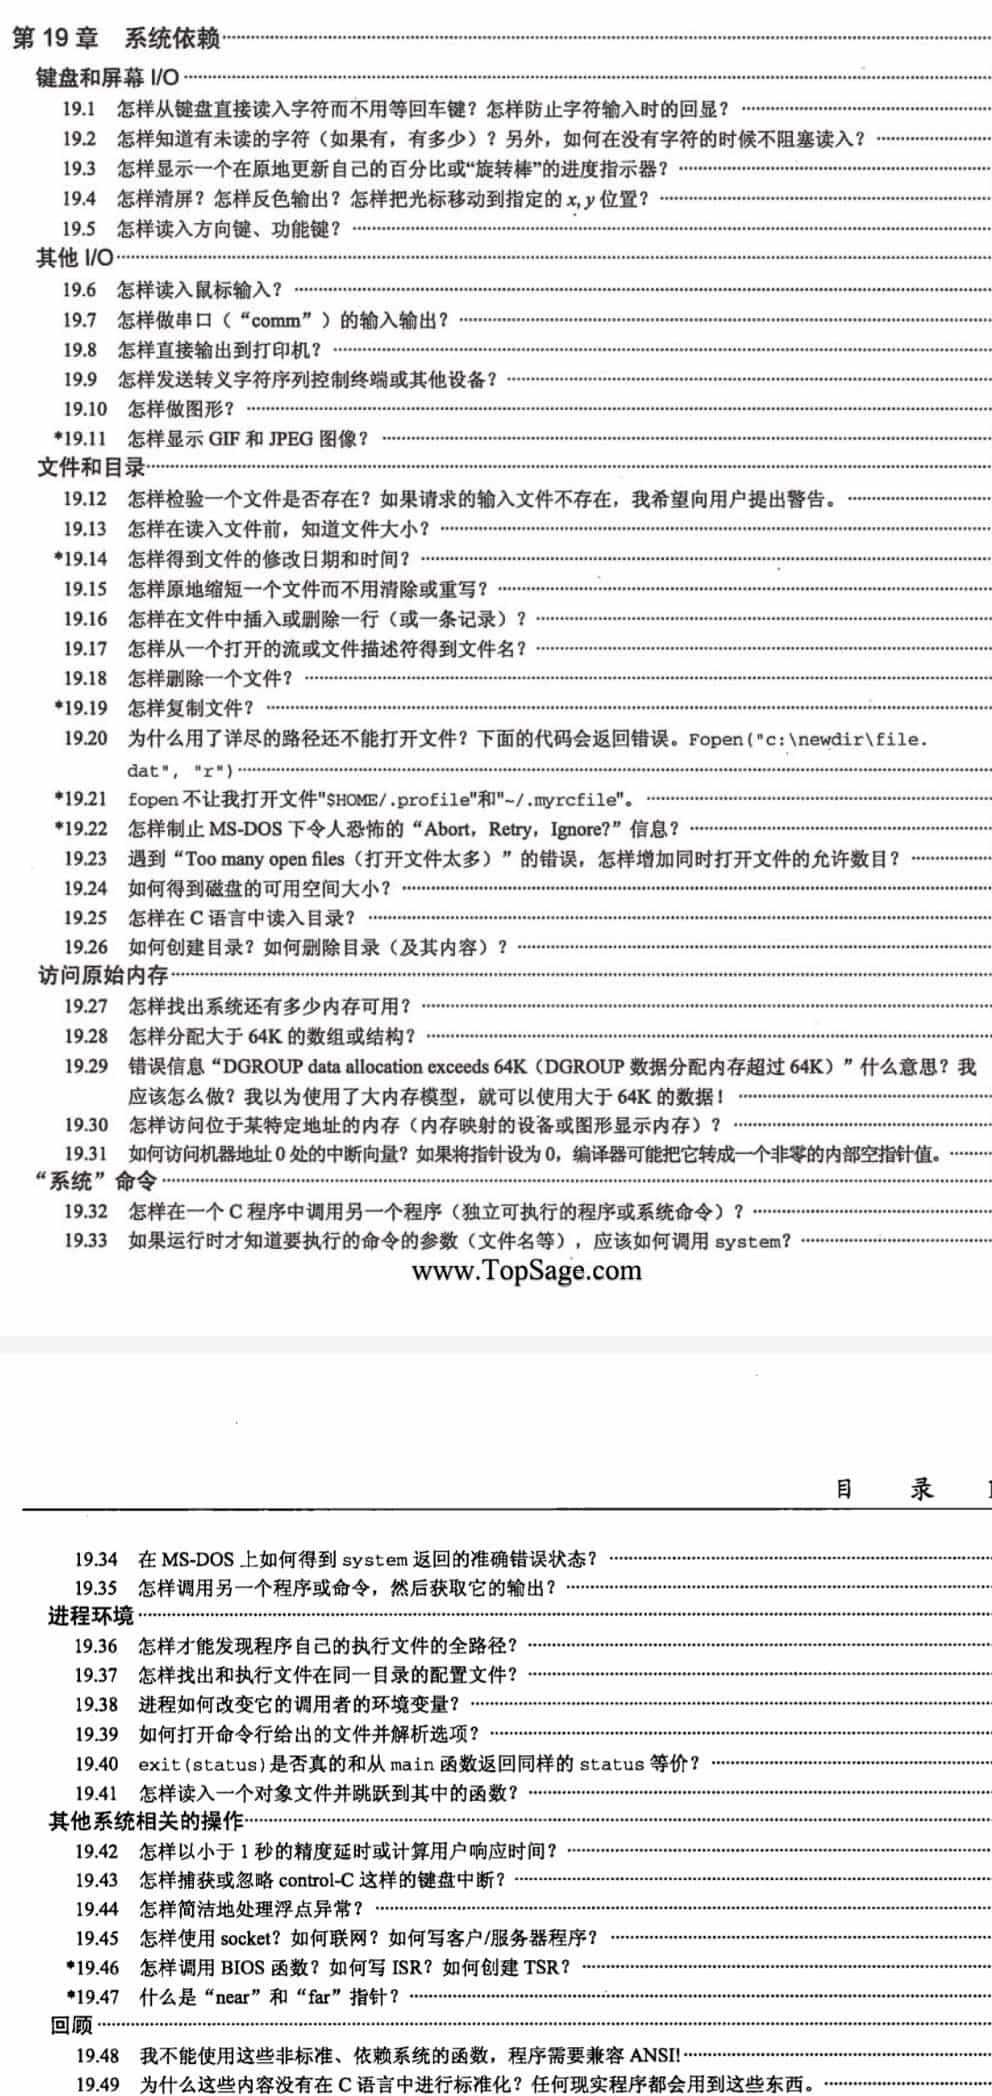 第 19 章 系统依赖
键盘和屏幕 I/O
19.1 怎样从键盘直接读入字符而不用等回车键？怎样防止字符输入时的回显？
19.2 怎样知道有未读的字符（如果有，有多少）？另外，如何在没有字符的时候不阻塞读入？
19.3 怎样显示一个在原地更新自己的百分比或“旋转棒”的进度指示器？
19.4 怎样清屏？怎样反色输出？怎样把光标移动到指定的 x, y 位置？
19.5 怎样读入方向键、功能键？
其他 I/O
19.6 怎样读入鼠标输入？
19.7 怎样做串口（“comm”）的输入输出？
19.8 怎样直接输出到打印机？
19.9 怎样发送转义字符序列控制终端或其他设备？
19.10 怎样做图形？
*19.11 怎样显示 GIF 和 JPEG 图像？
文件和目录
19.12 怎样检验一个文件是否存在？如果请求的输入文件不存在，我希望向用户提出警告。
19.13 怎样在读入文件前，知道文件大小？
*19.14 怎样得到文件的修改日期和时间？
19.15 怎样原地缩短一个文件而不用清除或重写？
19.16 怎样在文件中插入或删除一行（或一条记录）？
19.17 怎样从一个打开的流或文件描述符得到文件名？
19.18 怎样删除一个文件？
*19.19 怎样复制文件？
19.20 为什么用了详尽的路径还不能打开文件？下面的代码会返回错误。Fopen("c:\newdir\file.
dat", "r")
*19.21 fopen 不让我打开文件"$HOME/.profile"和"~/.myrcfile"。
*19.22 怎样制止 MS-DOS 下令人恐怖的“Abort，Retry，Ignore?”信息？
19.23 遇到“Too many open files（打开文件太多）”的错误，怎样增加同时打开文件的允许数目？
19.24 如何得到磁盘的可用空间大小？
19.25 怎样在 C 语言中读入目录？
19.26 如何创建目录？如何删除目录（及其内容）？
访问原始内存
19.27 怎样找出系统还有多少内存可用？
19.28 怎样分配大于 64K 的数组或结构？
19.29 错误信息“DGROUP data allocation exceeds 64K（DGROUP 数据分配内存超过 64K）”什么意思？我
应该怎么做？我以为使用了大内存模型，就可以使用大于 64K 的数据！
19.30 怎样访问位于某特定地址的内存（内存映射的设备或图形显示内存）？
19.31 如何访问机器地址 0 处的中断向量？如果将指针设为 0，编译器可能把它转成一个非零的内部空指针值。
“系统”命令
19.32 怎样在一个 C 程序中调用另一个程序（独立可执行的程序或系统命令）？
19.33 如果运行时才知道要执行的命令的参数（文件名等），应该如何调用 system？
www.TopSage.com
目 录
19.34 在 MS-DOS 上如何得到 system 返回的准确错误状态？
19.35 怎样调用另一个程序或命令，然后获取它的输出？
进程环境
19.36 怎样才能发现程序自己的执行文件的全路径？
19.37 怎样找出和执行文件在同一目录的配置文件？
19.38 进程如何改变它的调用者的环境变量？
19.39 如何打开命令行给出的文件并解析选项？
19.40 exit(status)是否真的和从 main 函数返回同样的 status 等价？
19.41 怎样读入一个对象文件并跳跃到其中的函数？
其他系统相关的操作
19.42 怎样以小于 1 秒的精度延时或计算用户响应时间？
19.43 怎样捕获或忽略 control-C 这样的键盘中断？
19.44 怎样简洁地处理浮点异常？
19.45 怎样使用 socket？如何联网？如何写客户/服务器程序？
*19.46 怎样调用 BIOS 函数？如何写 ISR？如何创建 TSR？
*19.47 什么是“near”和“far”指针？
回顾
19.48 我不能使用这些非标准、依赖系统的函数，程序需要兼容 ANSI!
19.49 为什么这些内容没有在 C 语言中进行标准化？任何现实程序都会用到这些东西。